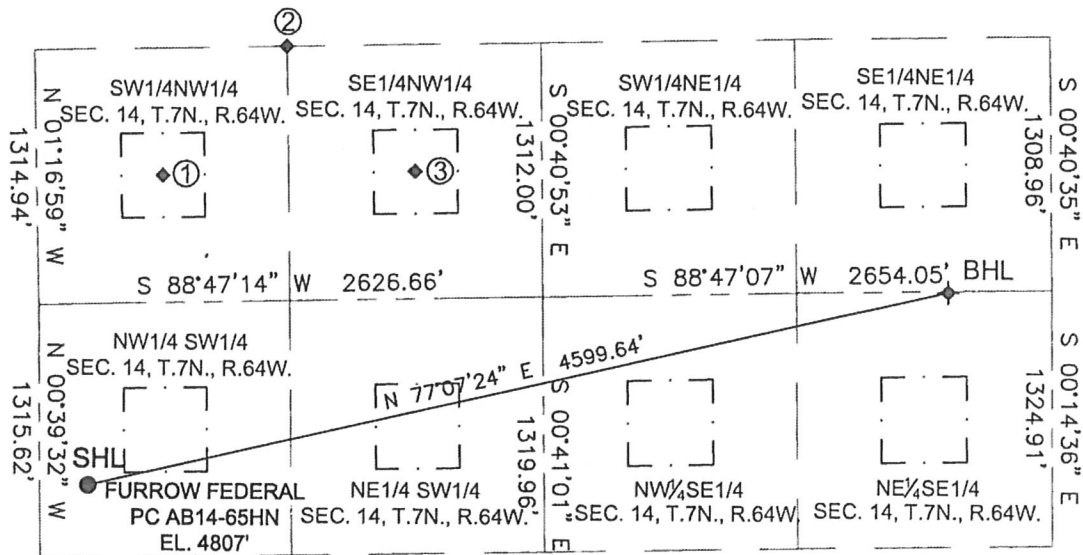 ②
SW1/4NW1/4
SEC. 14, T.7N., R.64W.
SE1/4NW1/4
SEC. 14, T.7N., R.64W.
SW1/4NE1/4
SEC. 14, T.7N., R.64W.
SE1/4NE1/4
SEC. 14, T.7N., R.64W.
N 01°16'59" W
1314.94'
①
③
S 00°40'53" E
1312.00'
S 00°40'35" E
1308.96'
S 88°47'14" W 2626.66'
S 88°47'07" W 2654.05'
BHL
NW1/4 SW1/4
SEC. 14, T.7N., R.64W.
N 00°39'32" W
1315.62'
N 77°07'24" E 4599.64'
S 00°41'01" E
1319.96'
S 00°14'36" E
1324.91'
SHL
FURROW FEDERAL
PC AB14-65HN
EL. 4807'
NE1/4 SW1/4
SEC. 14, T.7N., R.64W.
NW¼SE1/4
SEC. 14, T.7N., R.64W.
NE¼SE1/4
SEC. 14, T.7N., R.64W.